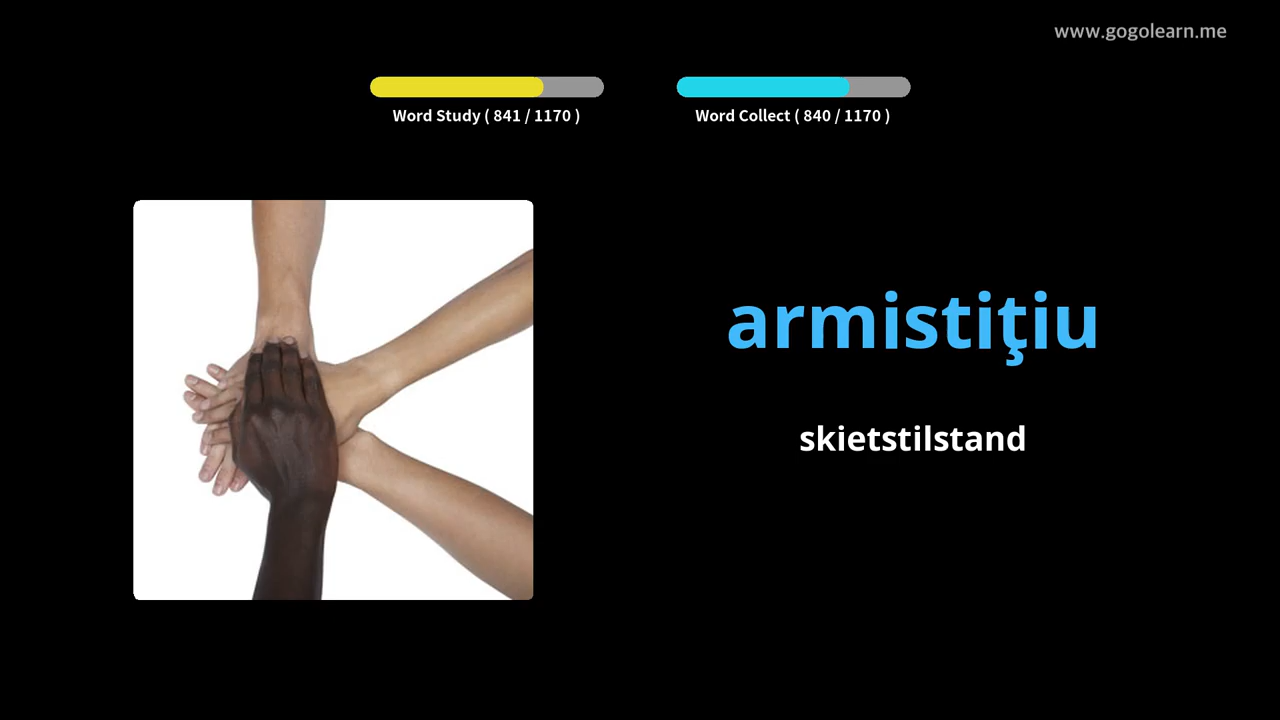 www.gogolearn.me
Word Study ( 841 / 1170 )
Word Collect ( 840 / 1170 )
armistiţiu
skietstilstand